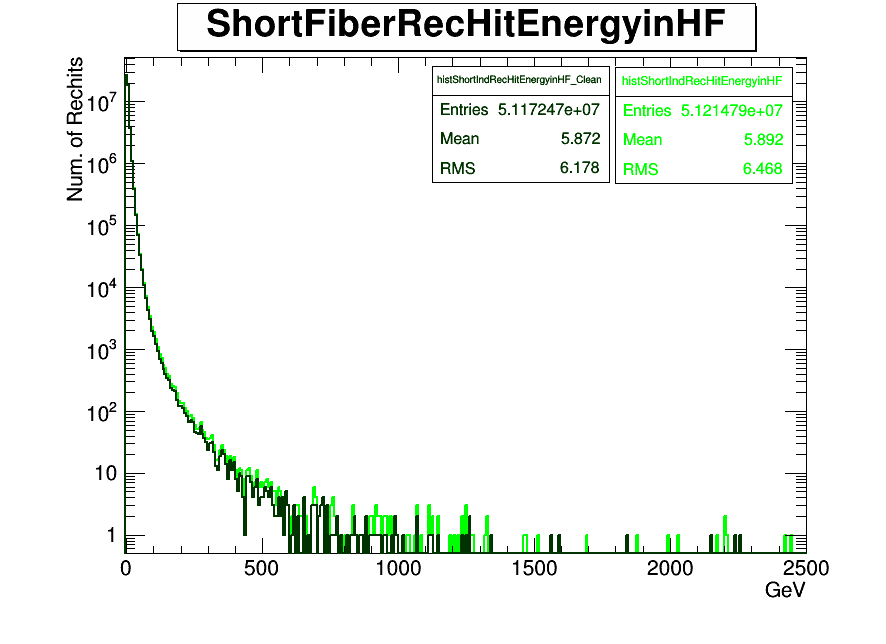 ShortFiberRecHitEnergyinHF
Num. of Rechits
histShortIndRecHitEnergyinHF_Clean
Entries 5.117247e+07
Mean 5.872
RMS 6.178
histShortIndRecHitEnergyinHF
Entries 5.121479e+07
Mean 5.892
RMS 6.468
10^7
10^6
10^5
10^4
10^3
10^2
10
1
0 500 1000 1500 2000 2500
GeV